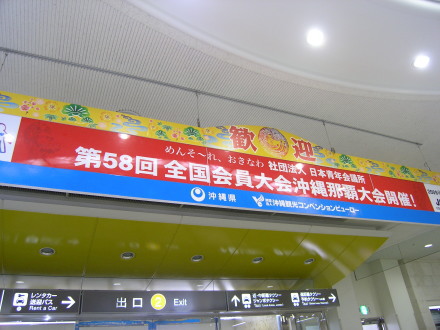 歓迎
めんそ～れ、おきなわ 社団法人 日本青年会議所
第58回 全国会員大会沖縄那覇大会開催!
沖縄県 沖縄観光コンベンションビューロー
レンタカー
送迎バス
Rent a Car
出口 2 Exit